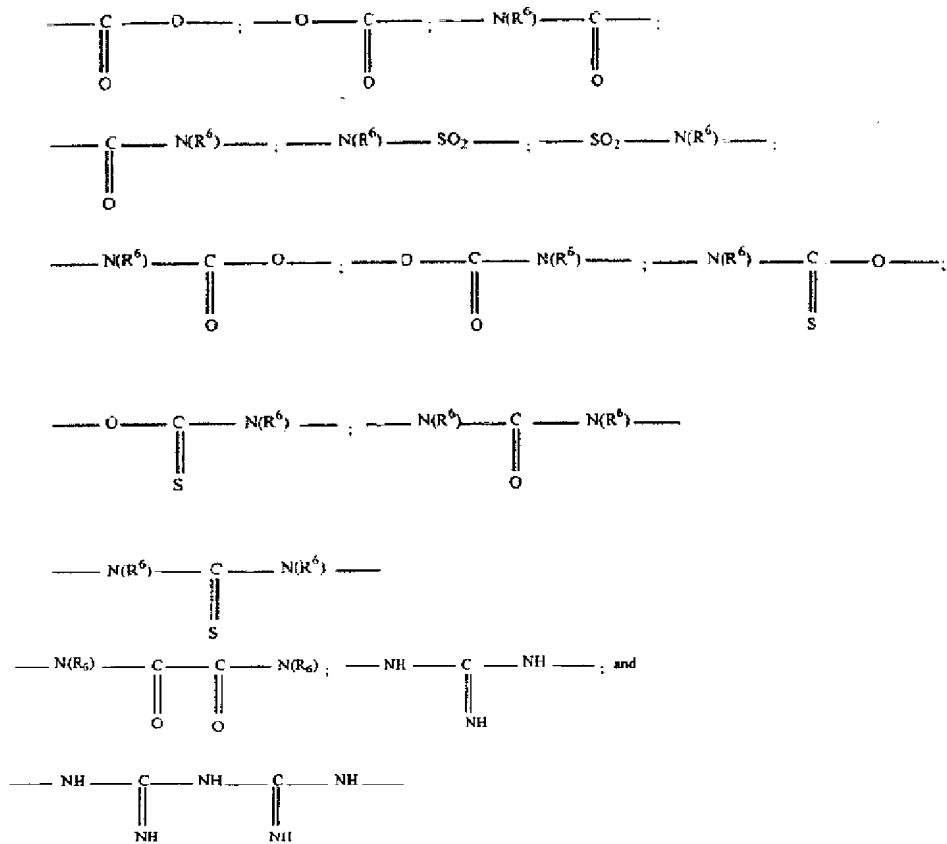 — C — O — ; — O — C — ; — N(R⁶) — C — ;
O O O
— C — N(R⁶) — ; — N(R⁶) — SO₂ — ; — SO₂ — N(R⁶) — ;
O
— N(R⁶) — C — O — ; — O — C — N(R⁶) — ; — N(R⁶) — C — O — ;
O O S
— O — C — N(R⁶) — ; — N(R⁶) — C — N(R⁶) —
S O
— N(R⁶) — C — N(R⁶) —
S
— N(R₆) — C — C — N(R₆) ; — NH — C — NH — ; and
O O NH
— NH — C — NH — C — NH —
NH NH